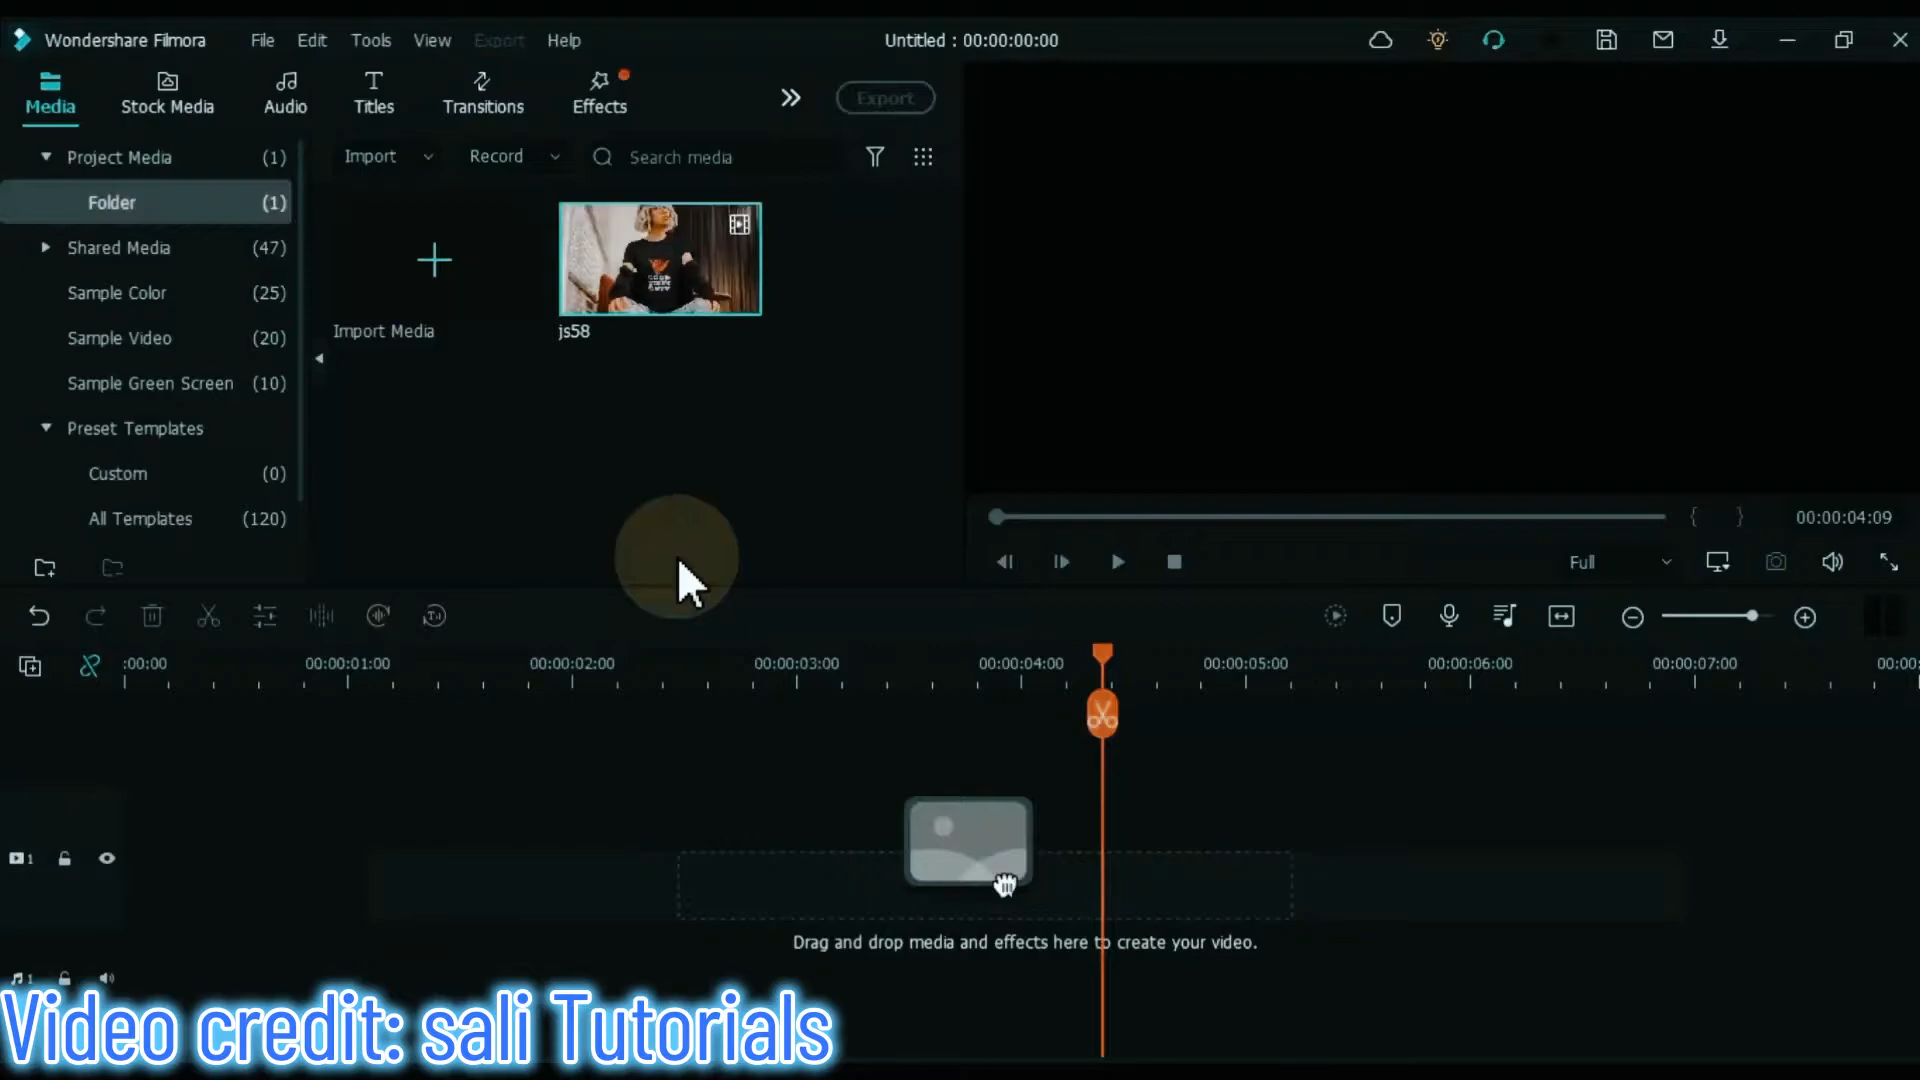 Wondershare Filmora File Edit Tools View Export Help Untitled : 00:00:00:00
Media Stock Media Audio Titles Transitions Effects Export
Project Media (1)
Folder (1)
Shared Media (47)
Sample Color (25)
Sample Video (20)
Sample Green Screen (10)
Preset Templates
Custom (0)
All Templates (120)
Import Record Search media
Import Media js58
00:00:04:09
Full
:00:00 00:00:01:00 00:00:02:00 00:00:03:00 00:00:04:00 00:00:05:00 00:00:06:00 00:00:07:00 00:00:
1
Drag and drop media and effects here to create your video.
1
Video credit: sali Tutorials